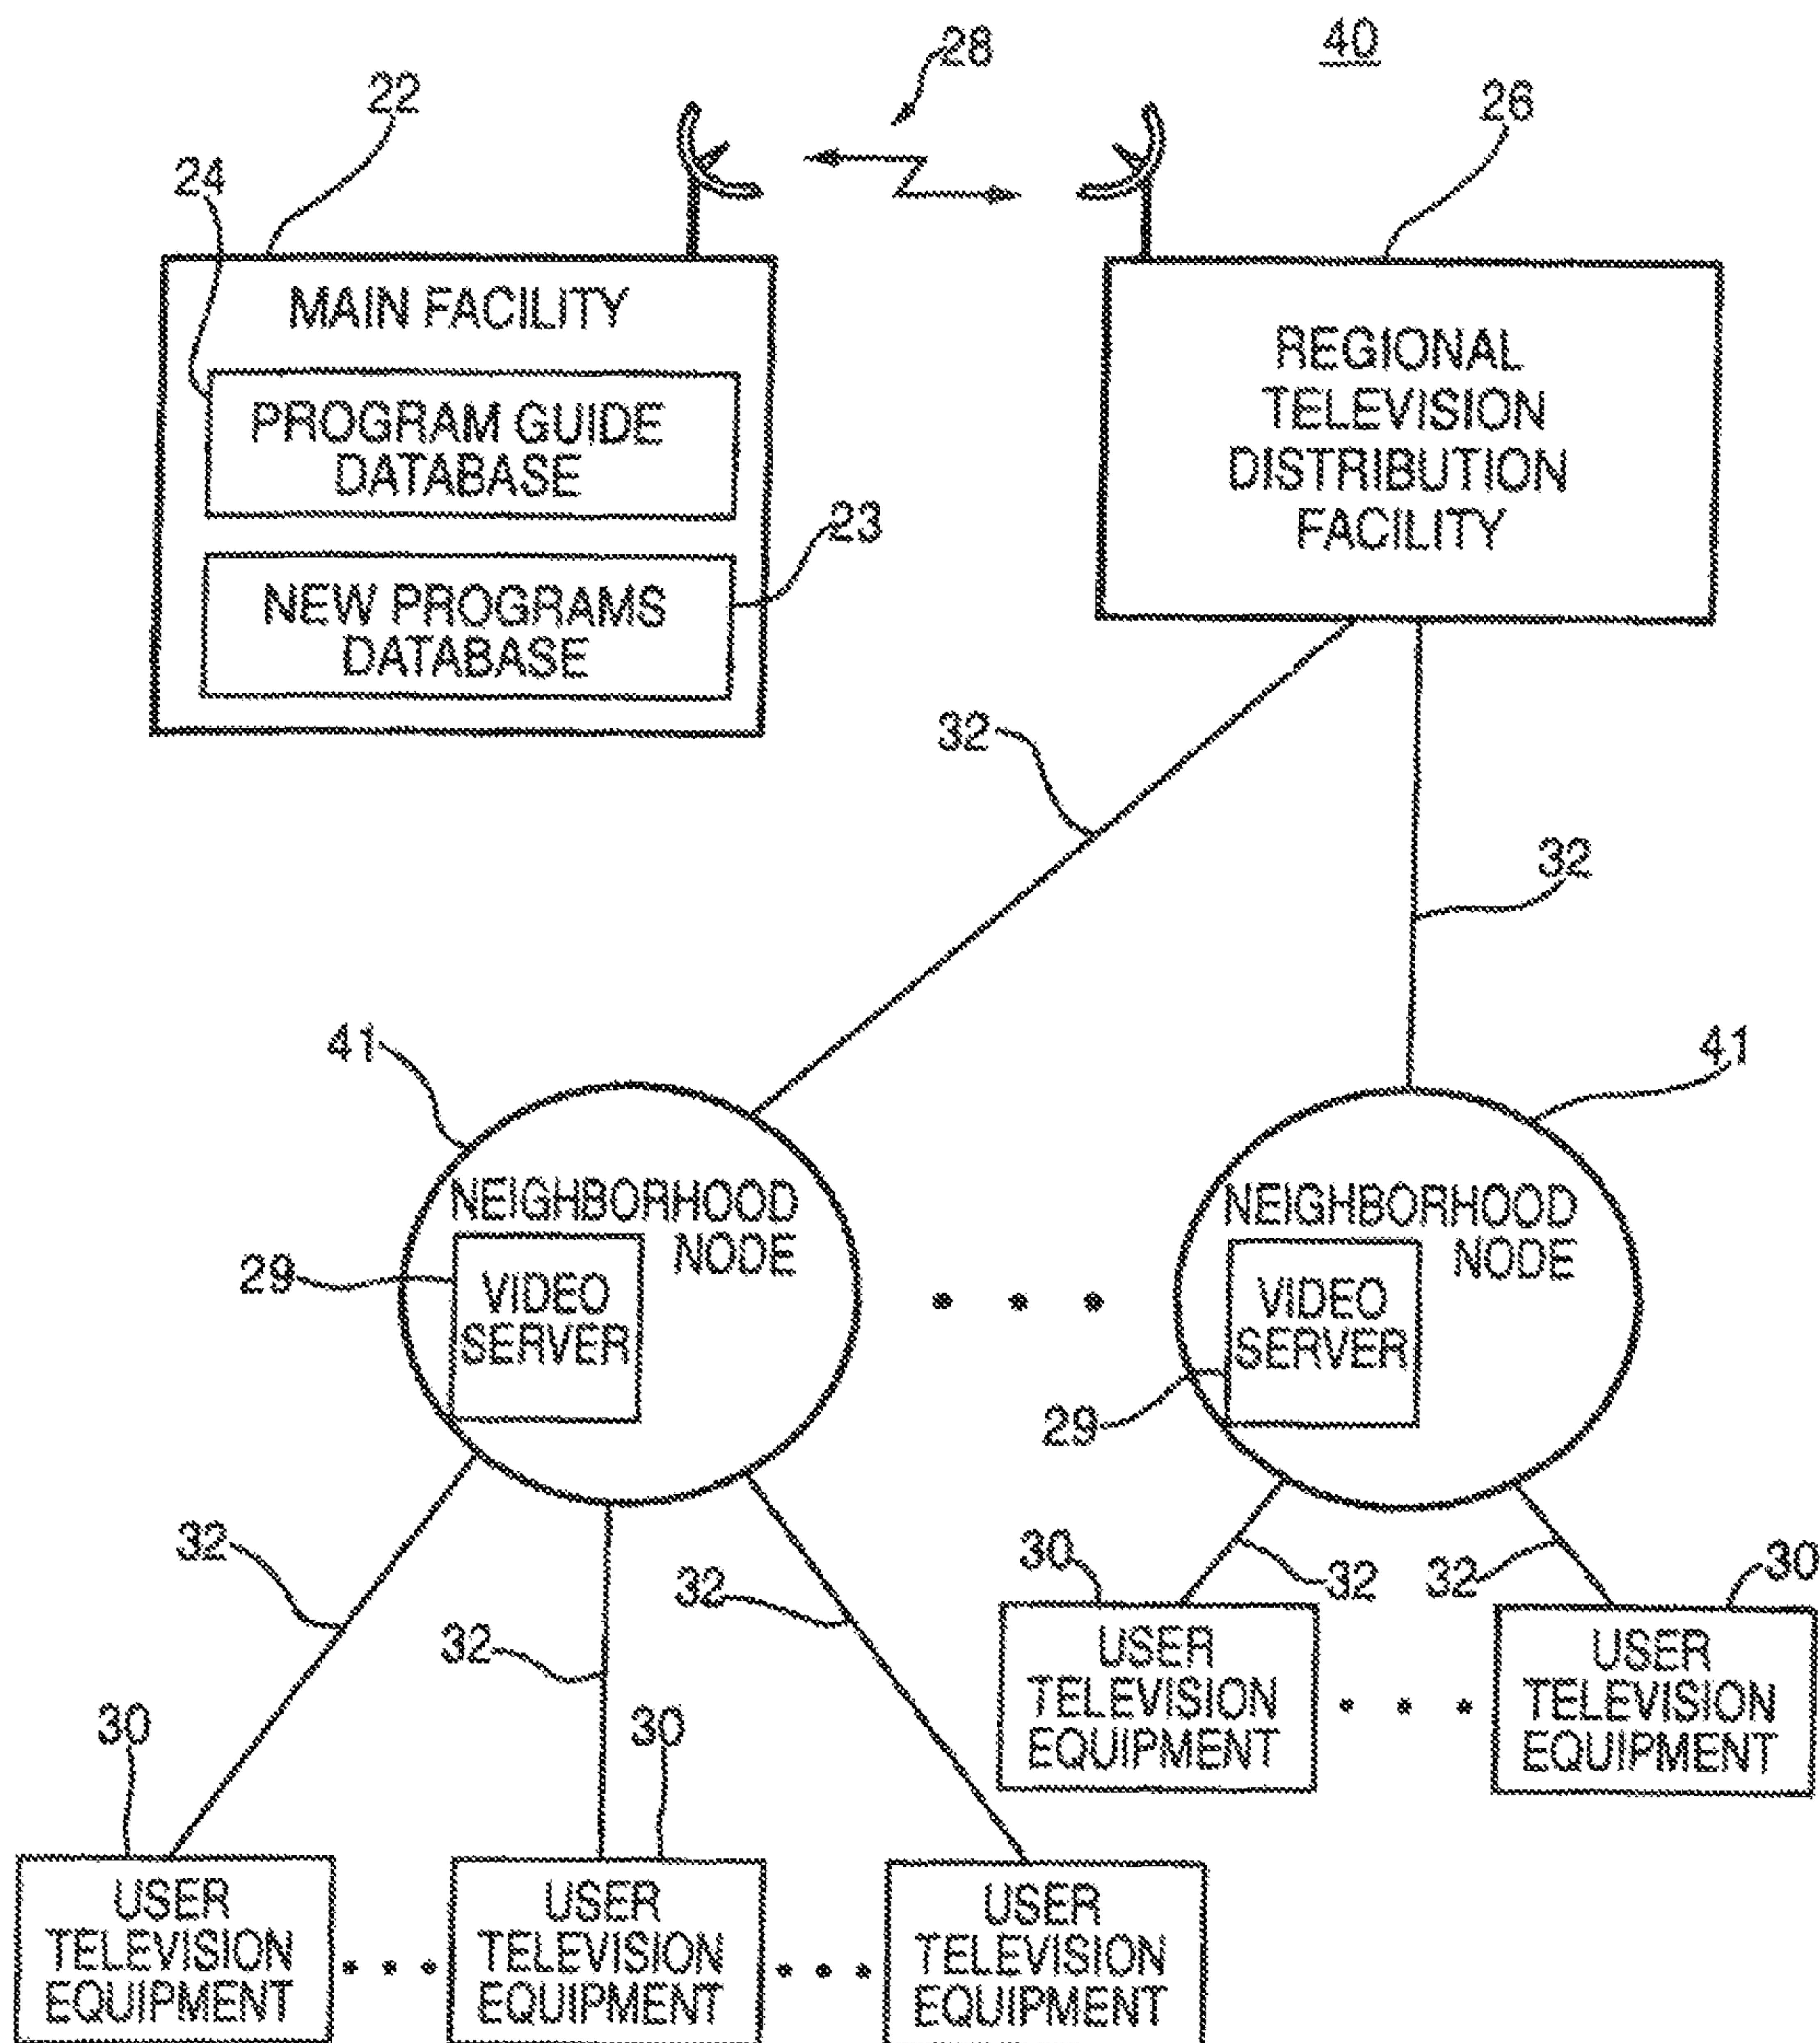 28
40
22
26
24
MAIN FACILITY
PROGRAM GUIDE
DATABASE
23
NEW PROGRAMS
DATABASE
REGIONAL
TELEVISION
DISTRIBUTION
FACILITY
32
32
41
41
NEIGHBORHOOD
NODE
29
VIDEO
SERVER
NEIGHBORHOOD
NODE
VIDEO
SERVER
29
32
32
32
30
32
32
30
USER
TELEVISION
EQUIPMENT
USER
TELEVISION
EQUIPMENT
30
30
USER
TELEVISION
EQUIPMENT
USER
TELEVISION
EQUIPMENT
USER
TELEVISION
EQUIPMENT